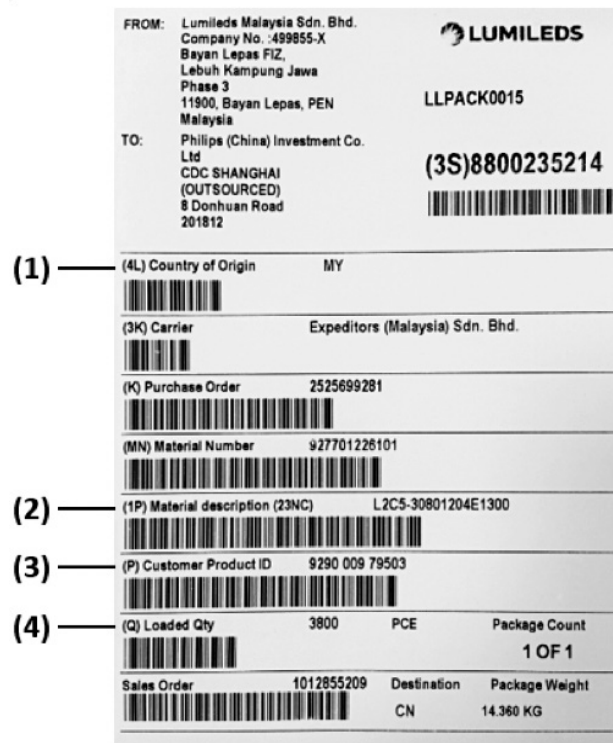 FROM: Lumileds Malaysia Sdn. Bhd.
Company No. :499855-X
Bayan Lepas FIZ,
Lebuh Kampung Jawa
Phase 3
11900, Bayan Lepas, PEN
Malaysia
LUMILEDS
LLPACK0015
TO: Philips (China) Investment Co.
Ltd
CDC SHANGHAI
(OUTSOURCED)
8 Donhuan Road
201812
(3S)8800235214
(1) (4L) Country of Origin MY
(3K) Carrier Expeditors (Malaysia) Sdn. Bhd.
(K) Purchase Order 2525699281
(MN) Material Number 927701226101
(2) (1P) Material description (23NC) L2C5-30801204E1300
(3) (P) Customer Product ID 9290 009 79503
(4) (Q) Loaded Qty 3800 PCE Package Count
1 OF 1
Sales Order 1012855209 Destination Package Weight
CN 14.360 KG